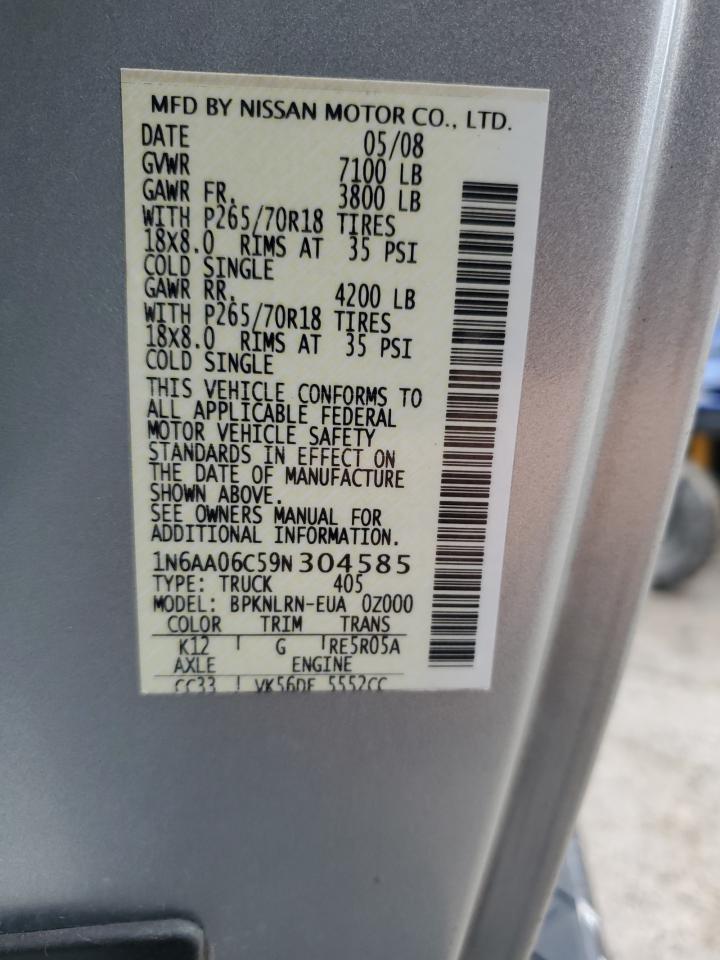 MFD BY NISSAN MOTOR CO., LTD.
DATE 05/08
GVWR 7100 LB
GAWR FR. 3800 LB
WITH P265/70R18 TIRES
18X8.0 RIMS AT 35 PSI
COLD SINGLE
GAWR RR. 4200 LB
WITH P265/70R18 TIRES
18X8.0 RIMS AT 35 PSI
COLD SINGLE
THIS VEHICLE CONFORMS TO
ALL APPLICABLE FEDERAL
MOTOR VEHICLE SAFETY
STANDARDS IN EFFECT ON
THE DATE OF MANUFACTURE
SHOWN ABOVE.
SEE OWNERS MANUAL FOR
ADDITIONAL INFORMATION.
1N6AA06C59N304585
TYPE: TRUCK 405
MODEL: BPKNLRN-EUA 0Z000
COLOR TRIM TRANS
K12 G RE5R05A
AXLE ENGINE
CC33 VK56DE 5552CC